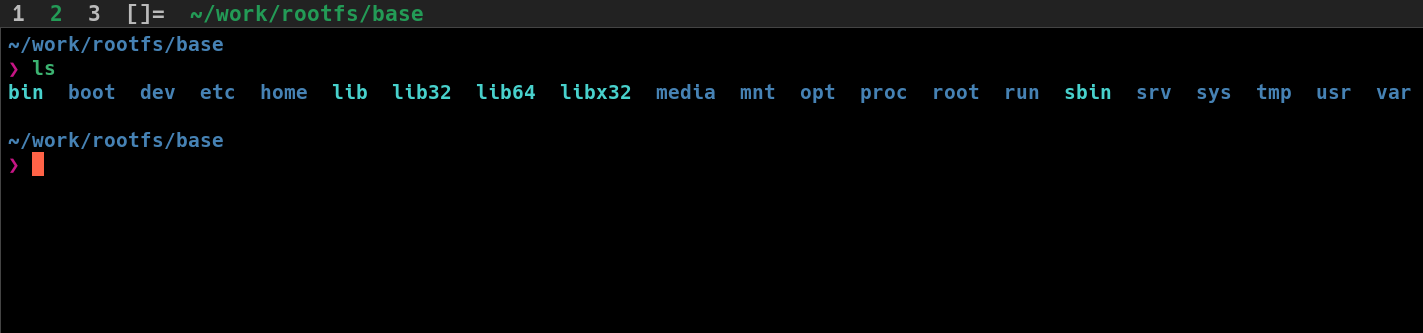 1 2 3 []= ~/work/rootfs/base
~/work/rootfs/base
❯ ls
bin boot dev etc home lib lib32 lib64 libx32 media mnt opt proc root run sbin srv sys tmp usr var
~/work/rootfs/base
❯